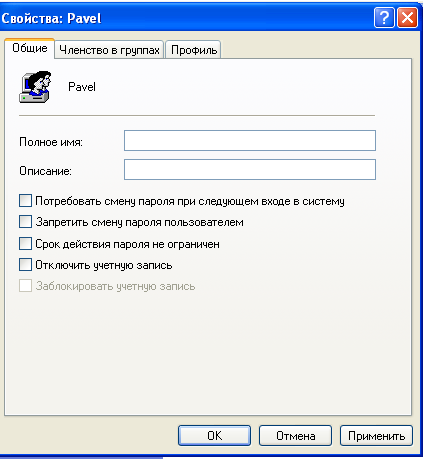 Свойства: Pavel
Общие Членство в группах Профиль
Pavel
Полное имя:
Описание:
Потребовать смену пароля при следующем входе в систему
Запретить смену пароля пользователем
Срок действия пароля не ограничен
Отключить учетную запись
Заблокировать учетную запись
OK Отмена Применить